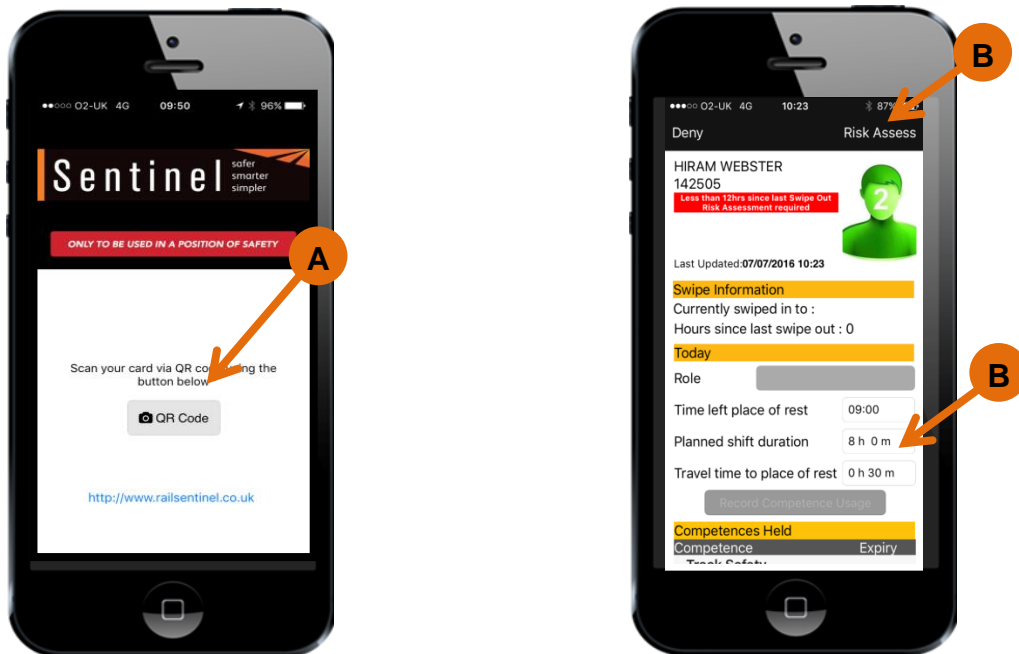 ●●○○○ O2-UK 4G 09:50 96%
Sentinel
safer
smarter
simpler
ONLY TO BE USED IN A POSITION OF SAFETY
A
Scan your card via QR the
button below
QR Code
http://www.railsentinel.co.uk
B
●●●○○ O2-UK 4G 10:23 87%
Deny Risk Assess
HIRAM WEBSTER
142505
Less than 12hrs since last Swipe Out
Risk Assessment required
2
Last Updated:07/07/2016 10:23
Swipe Information
Currently swiped in to :
Hours since last swipe out : 0
Today
Role
B
Time left place of rest 09:00
Planned shift duration 8 h 0 m
Travel time to place of rest 0 h 30 m
Record Competence Usage
Competences Held
Competence Expiry
Track Safety